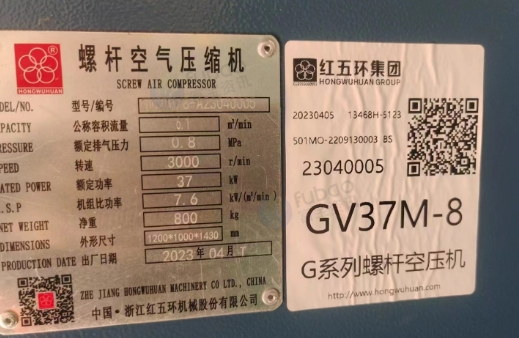 螺杆空气压缩机
HONGWUHUAN
SCREW AIR COMPRESSOR
DEL/NO. 型号/编号
APACITY 公称容积流量 6.1 m³/min
RESSURE 额定排气压力 0.8 MPa
PEED 转速 3000 r/min
ATED POWER 额定功率 37 kW
.S.P 机组比功率 7.6 kW/(m³/min)
NET WEIGHT 净重 800 kg
DIMENSIONS 外形尺寸 1200*1000*1430 mm
PRODUCTION DATE 出厂日期 2023年04月
ZHE JIANG HONGWUHUAN MACHINERY CO LTD., CHINA
中国·浙江红五环机械股份有限公司
红五环集团
HONGWUHUAN GROUP
20230405 13468H-5123
501MO-2209130003 BS
23040005
GV37M-8
G系列螺杆空压机
http://www.hongwuhuan.com
fubao